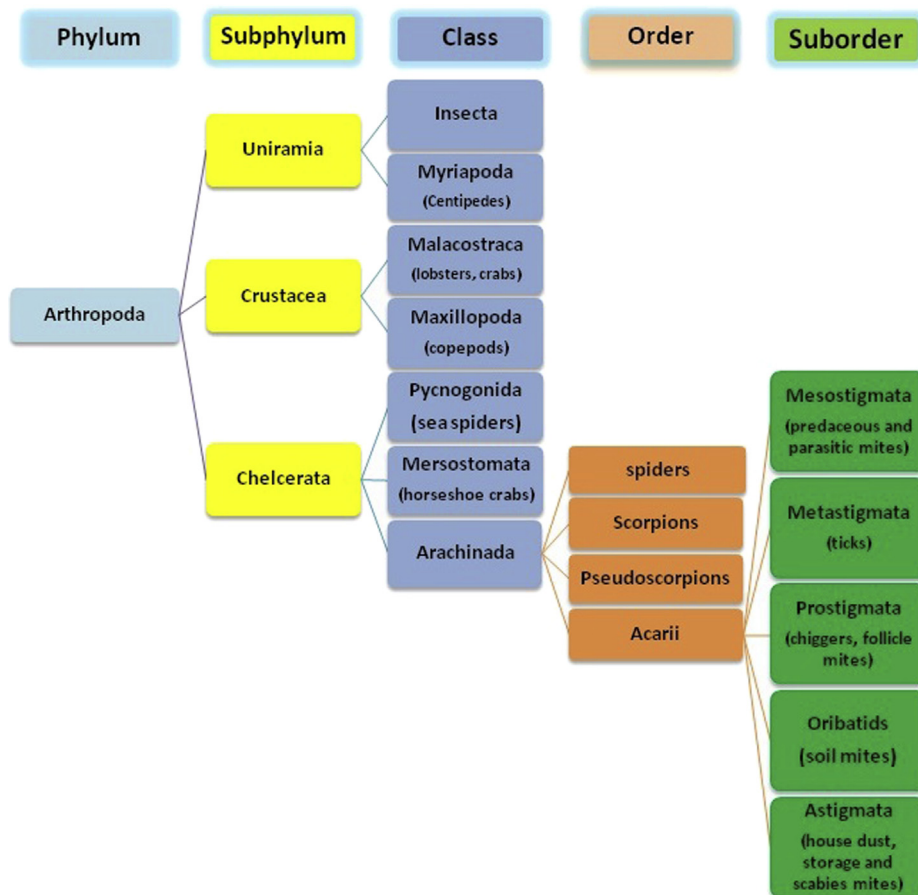 Phylum
Subphylum
Class
Order
Suborder
Arthropoda
Uniramia
Crustacea
Chelcerata
Insecta
Myriapoda
(Centipedes)
Malacostraca
(lobsters, crabs)
Maxillopoda
(copepods)
Pycnogonida
(sea spiders)
Mersostomata
(horseshoe crabs)
Arachinada
spiders
Scorpions
Pseudoscorpions
Acarii
Mesostigmata
(predaceous and
parasitic mites)
Metastigmata
(ticks)
Prostigmata
(chiggers, follicle
mites)
Oribatids
(soil mites)
Astigmata
(house dust,
storage and
scabies mites)